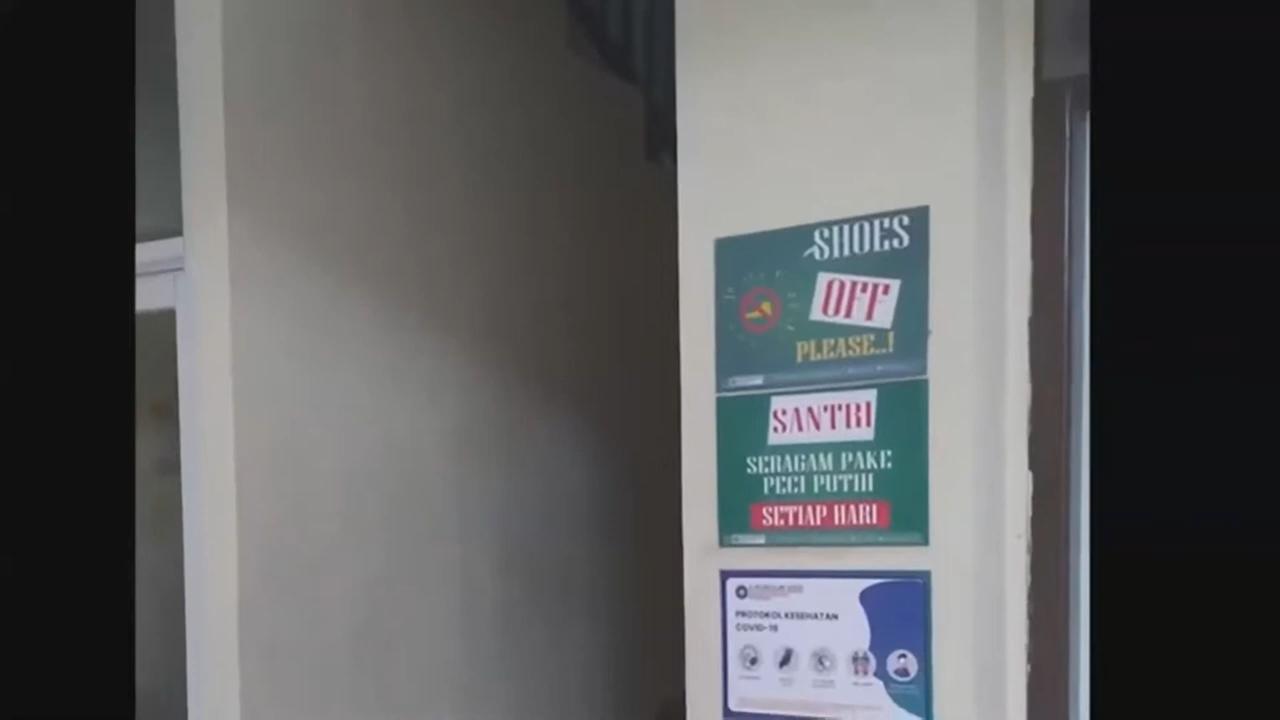 SHOES
OFF
PLEASE..!
SANTRI
SERAGAM PAKE
PECI PUTIH
SETIAP HARI
PROTOKOL KESEHATAN
COVID-19